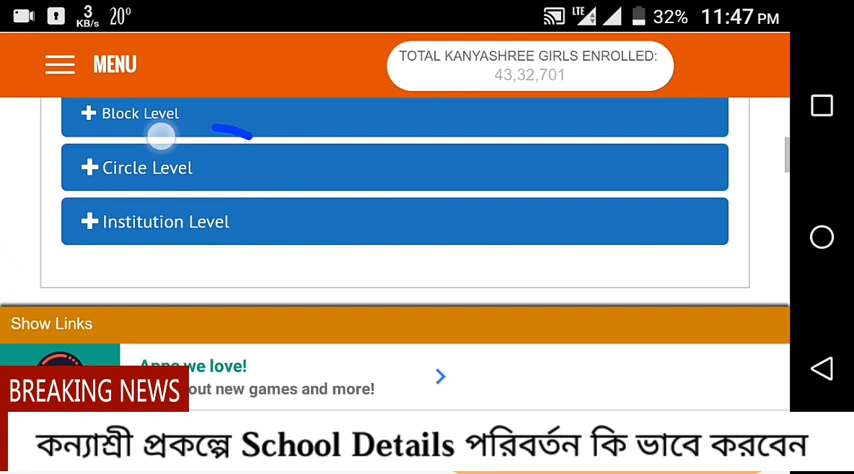 3
KB/s
20°
LTE
32%
11:47 PM
MENU
TOTAL KANYASHREE GIRLS ENROLLED:
43,32,701
Block Level
Circle Level
Institution Level
Show Links
we love!
out new games and more!
BREAKING NEWS
কন্যাশ্রী প্রকল্পে School Details পরিবর্তন কি ভাবে করবেন